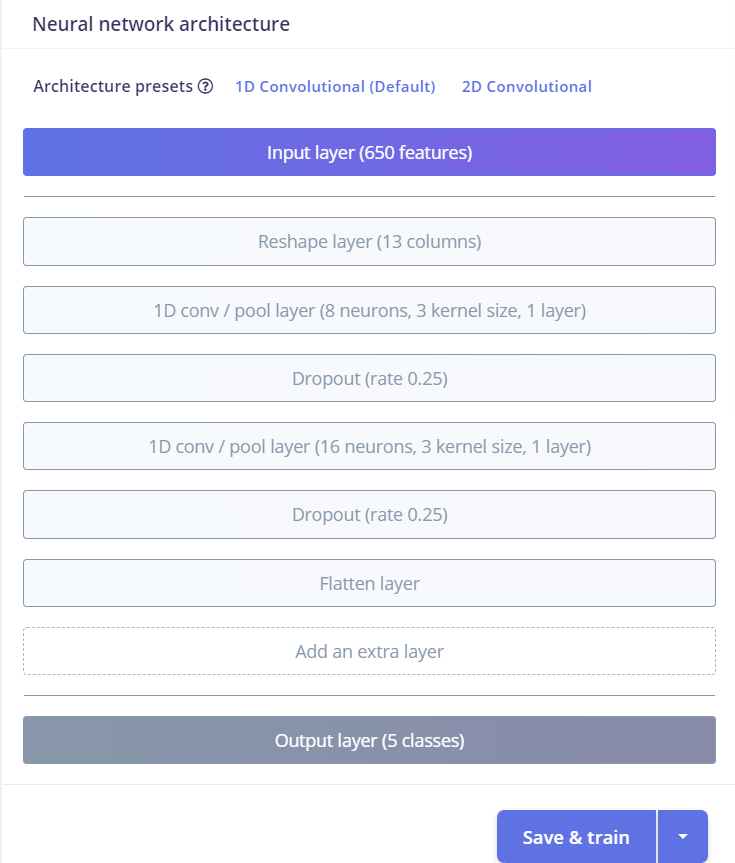 Neural network architecture
Architecture presets ? 1D Convolutional (Default) 2D Convolutional
Input layer (650 features)
Reshape layer (13 columns)
1D conv / pool layer (8 neurons, 3 kernel size, 1 layer)
Dropout (rate 0.25)
1D conv / pool layer (16 neurons, 3 kernel size, 1 layer)
Dropout (rate 0.25)
Flatten layer
Add an extra layer
Output layer (5 classes)
Save & train